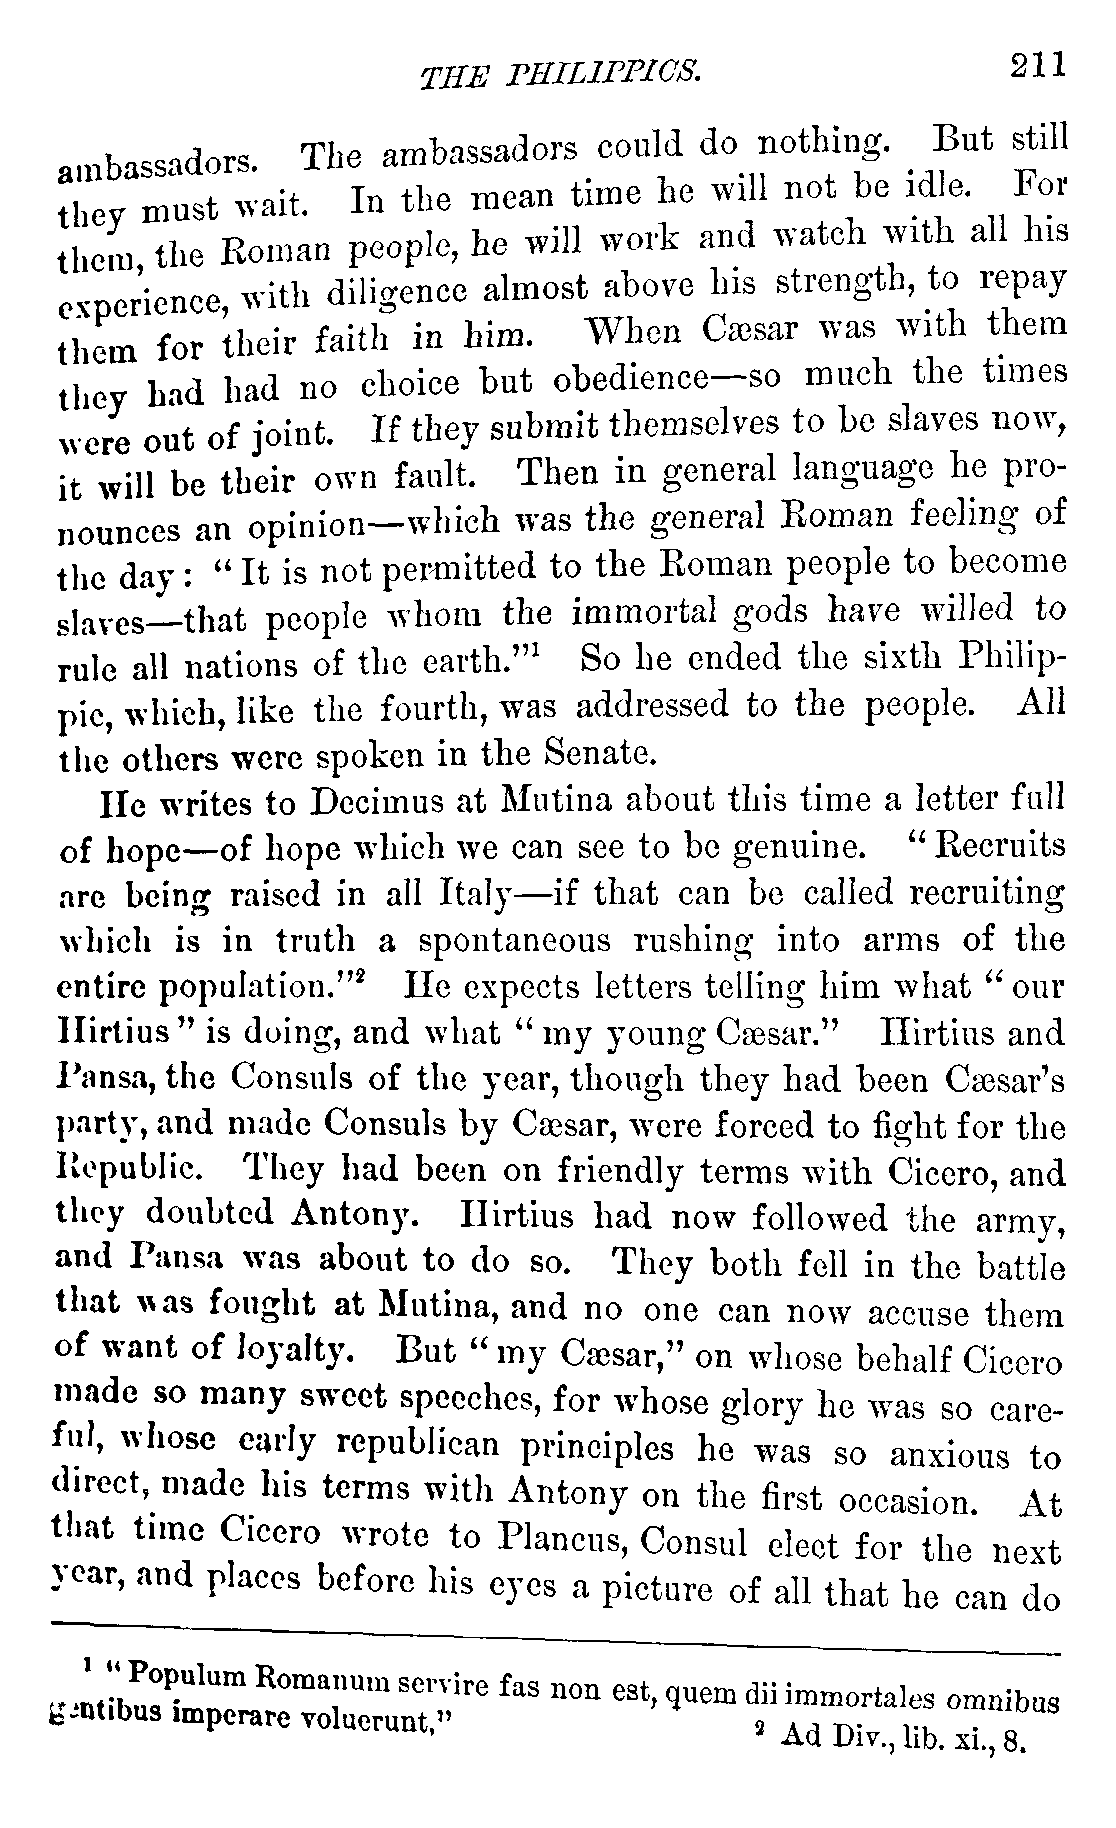 THE PHILIPPICS. 211
ambassadors. The ambassadors could do nothing. But still
they must wait. In the mean time he will not be idle. For
them, the Roman people, he will work and watch with all his
experience, with diligence almost above his strength, to repay
them for their faith in him. When Cæsar was with them
they had had no choice but obedience—so much the times
were out of joint. If they submit themselves to be slaves now,
it will be their own fault. Then in general language he pro-
nounces an opinion—which was the general Roman feeling of
the day: "It is not permitted to the Roman people to become
slaves—that people whom the immortal gods have willed to
rule all nations of the earth."¹ So he ended the sixth Philip-
pic, which, like the fourth, was addressed to the people. All
the others were spoken in the Senate.
He writes to Decimus at Mutina about this time a letter full
of hope—of hope which we can see to be genuine. "Recruits
are being raised in all Italy—if that can be called recruiting
which is in truth a spontaneous rushing into arms of the
entire population."² He expects letters telling him what "our
Hirtius" is doing, and what "my young Cæsar." Hirtius and
Pansa, the Consuls of the year, though they had been Cæsar's
party, and made Consuls by Cæsar, were forced to fight for the
Republic. They had been on friendly terms with Cicero, and
they doubted Antony. Hirtius had now followed the army,
and Pansa was about to do so. They both fell in the battle
that was fought at Mutina, and no one can now accuse them
of want of loyalty. But "my Cæsar," on whose behalf Cicero
made so many sweet speeches, for whose glory he was so care-
ful, whose early republican principles he was so anxious to
direct, made his terms with Antony on the first occasion. At
that time Cicero wrote to Plancus, Consul elect for the next
year, and places before his eyes a picture of all that he can do
¹ "Populum Romanum servire fas non est, quem dii immortales omnibus
gentibus imperare voluerunt," ² Ad Div., lib. xi., 8.